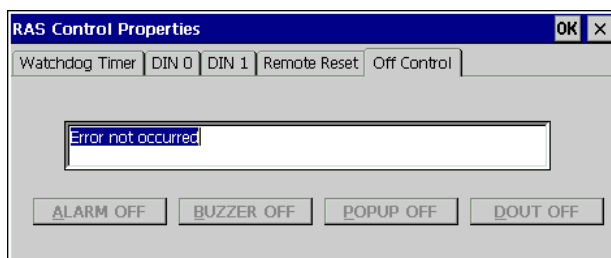 RAS Control Properties OK ×
Watchdog Timer DIN 0 DIN 1 Remote Reset Off Control
Error not occurred
ALARM OFF BUZZER OFF POPUP OFF DOUT OFF